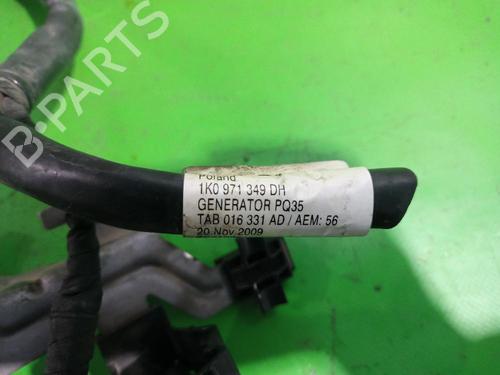 B-PARTS
Poland
1K0 971 349 DH
GENERATOR PQ35
TAB 016 331 AD / AEM: 56
20 Nov 2009